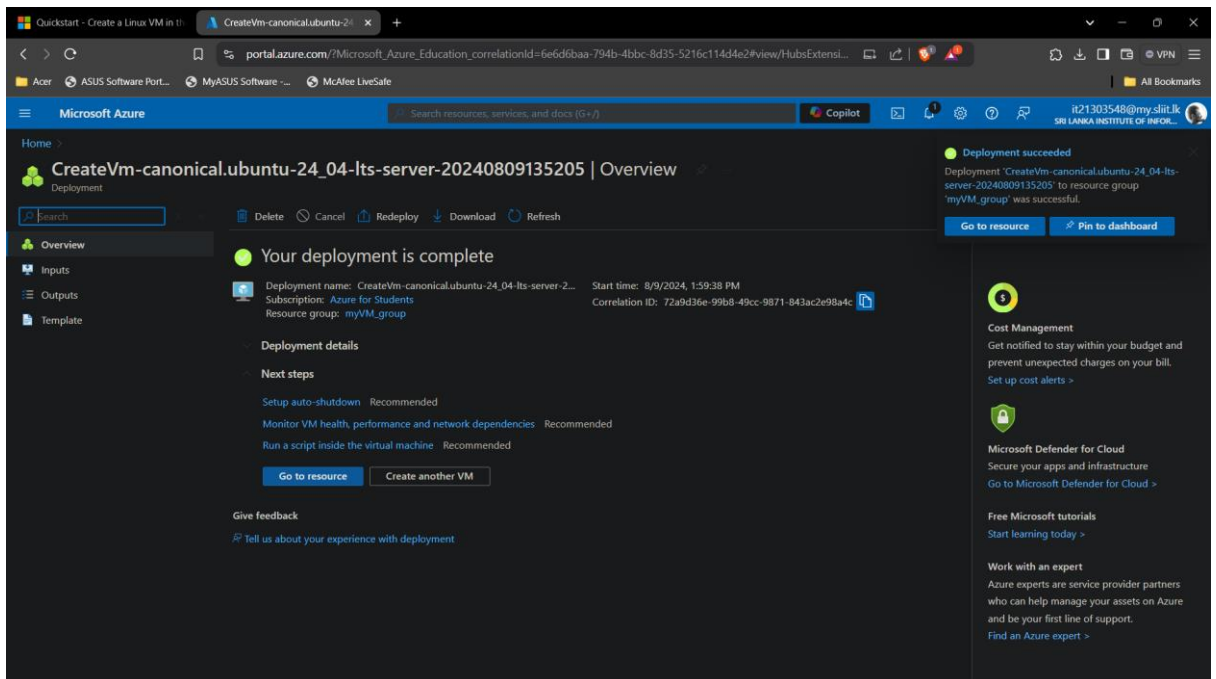 Quickstart - Create a Linux VM in th
CreateVm-canonical.ubuntu-24
portal.azure.com/?Microsoft_Azure_Education_correlationId=6e6d6baa-794b-4bbc-8d35-5216c114d4e2#view/HubsExtensi...
VPN
Acer
ASUS Software Port...
MyASUS Software -...
McAfee LiveSafe
All Bookmarks
Microsoft Azure
Search resources, services, and docs (G+/)
Copilot
it21303548@my.sliit.lk
SRI LANKA INSTITUTE OF INFOR...
Home >
CreateVm-canonical.ubuntu-24_04-lts-server-20240809135205 | Overview
Deployment
Search
Overview
Inputs
Outputs
Template
Delete
Cancel
Redeploy
Download
Refresh
Your deployment is complete
Deployment name: CreateVm-canonical.ubuntu-24_04-lts-server-2...
Subscription: Azure for Students
Resource group: myVM_group
Start time: 8/9/2024, 1:59:38 PM
Correlation ID: 72a9d36e-99b8-49cc-9871-843ac2e98a4c
Deployment details
Next steps
Setup auto-shutdown Recommended
Monitor VM health, performance and network dependencies Recommended
Run a script inside the virtual machine Recommended
Go to resource
Create another VM
Give feedback
Tell us about your experience with deployment
Deployment succeeded
Deployment 'CreateVm-canonical.ubuntu-24_04-lts-
server-20240809135205' to resource group
'myVM_group' was successful.
Go to resource
Pin to dashboard
Cost Management
Get notified to stay within your budget and
prevent unexpected charges on your bill.
Set up cost alerts >
Microsoft Defender for Cloud
Secure your apps and infrastructure
Go to Microsoft Defender for Cloud >
Free Microsoft tutorials
Start learning today >
Work with an expert
Azure experts are service provider partners
who can help manage your assets on Azure
and be your first line of support.
Find an Azure expert >